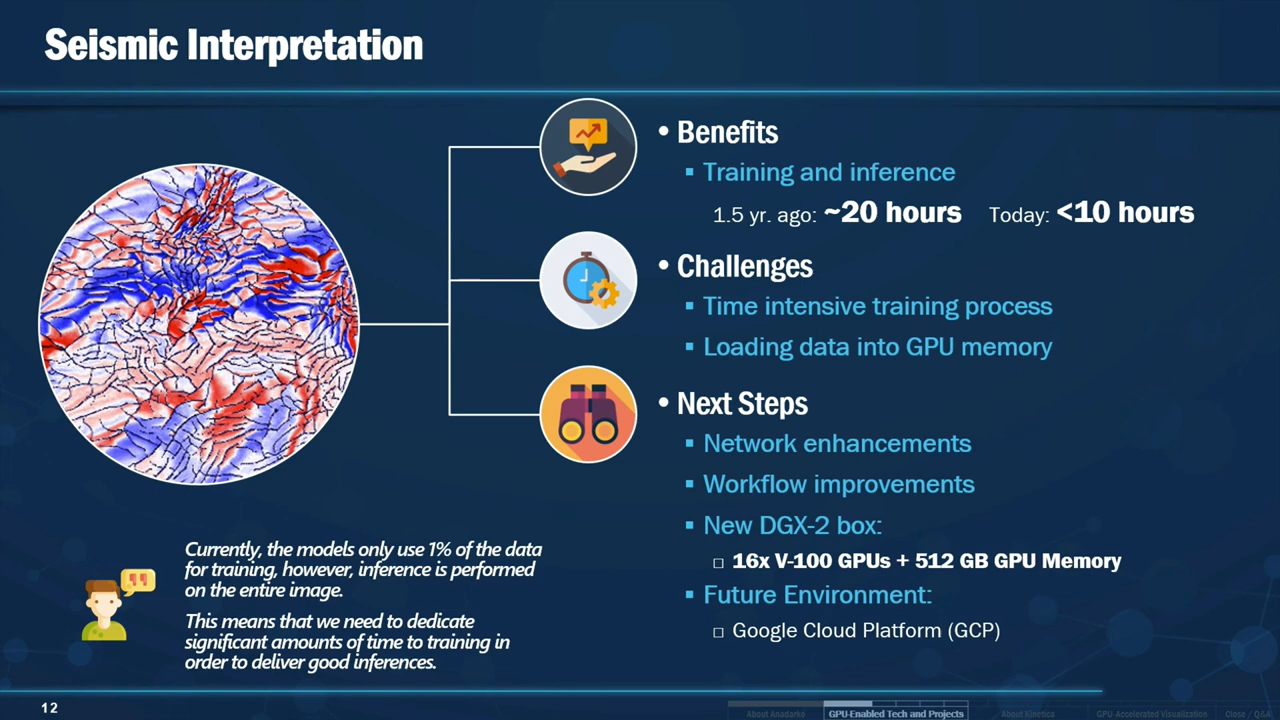 Seismic Interpretation
• Benefits
▪ Training and inference
1.5 yr. ago: ~20 hours Today: <10 hours
• Challenges
▪ Time intensive training process
▪ Loading data into GPU memory
• Next Steps
▪ Network enhancements
▪ Workflow improvements
▪ New DGX-2 box:
□ 16x V-100 GPUs + 512 GB GPU Memory
▪ Future Environment:
□ Google Cloud Platform (GCP)
Currently, the models only use 1% of the data
for training, however, inference is performed
on the entire image.
This means that we need to dedicate
significant amounts of time to training in
order to deliver good inferences.
12
About Anadarko GPU-Enabled Tech and Projects About Kinetica GPU-Accelerated Visualization Close / Q&A